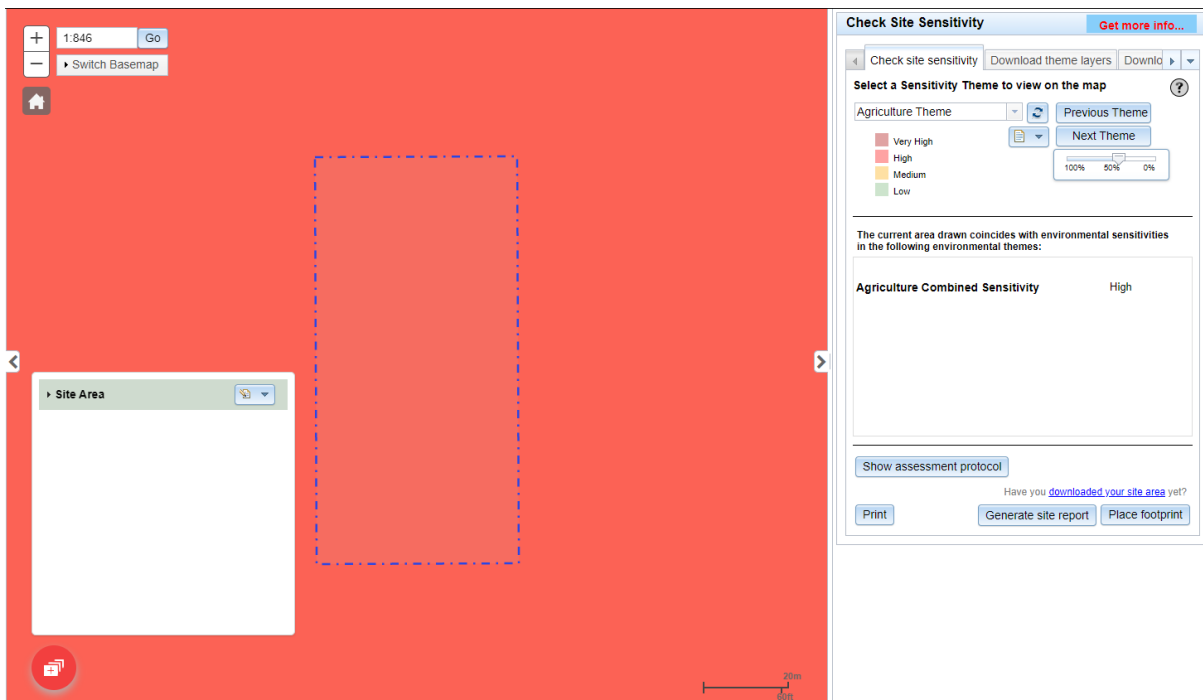 1:846
Go
Switch Basemap
Site Area
20m
60ft
Check Site Sensitivity
Get more info...
Check site sensitivity
Download theme layers
Downlo
Select a Sensitivity Theme to view on the map
?
Agriculture Theme
Previous Theme
Next Theme
Very High
High
Medium
Low
100% 50% 0%
The current area drawn coincides with environmental sensitivities
in the following environmental themes:
Agriculture Combined Sensitivity High
Show assessment protocol
Have you downloaded your site area yet?
Print
Generate site report
Place footprint